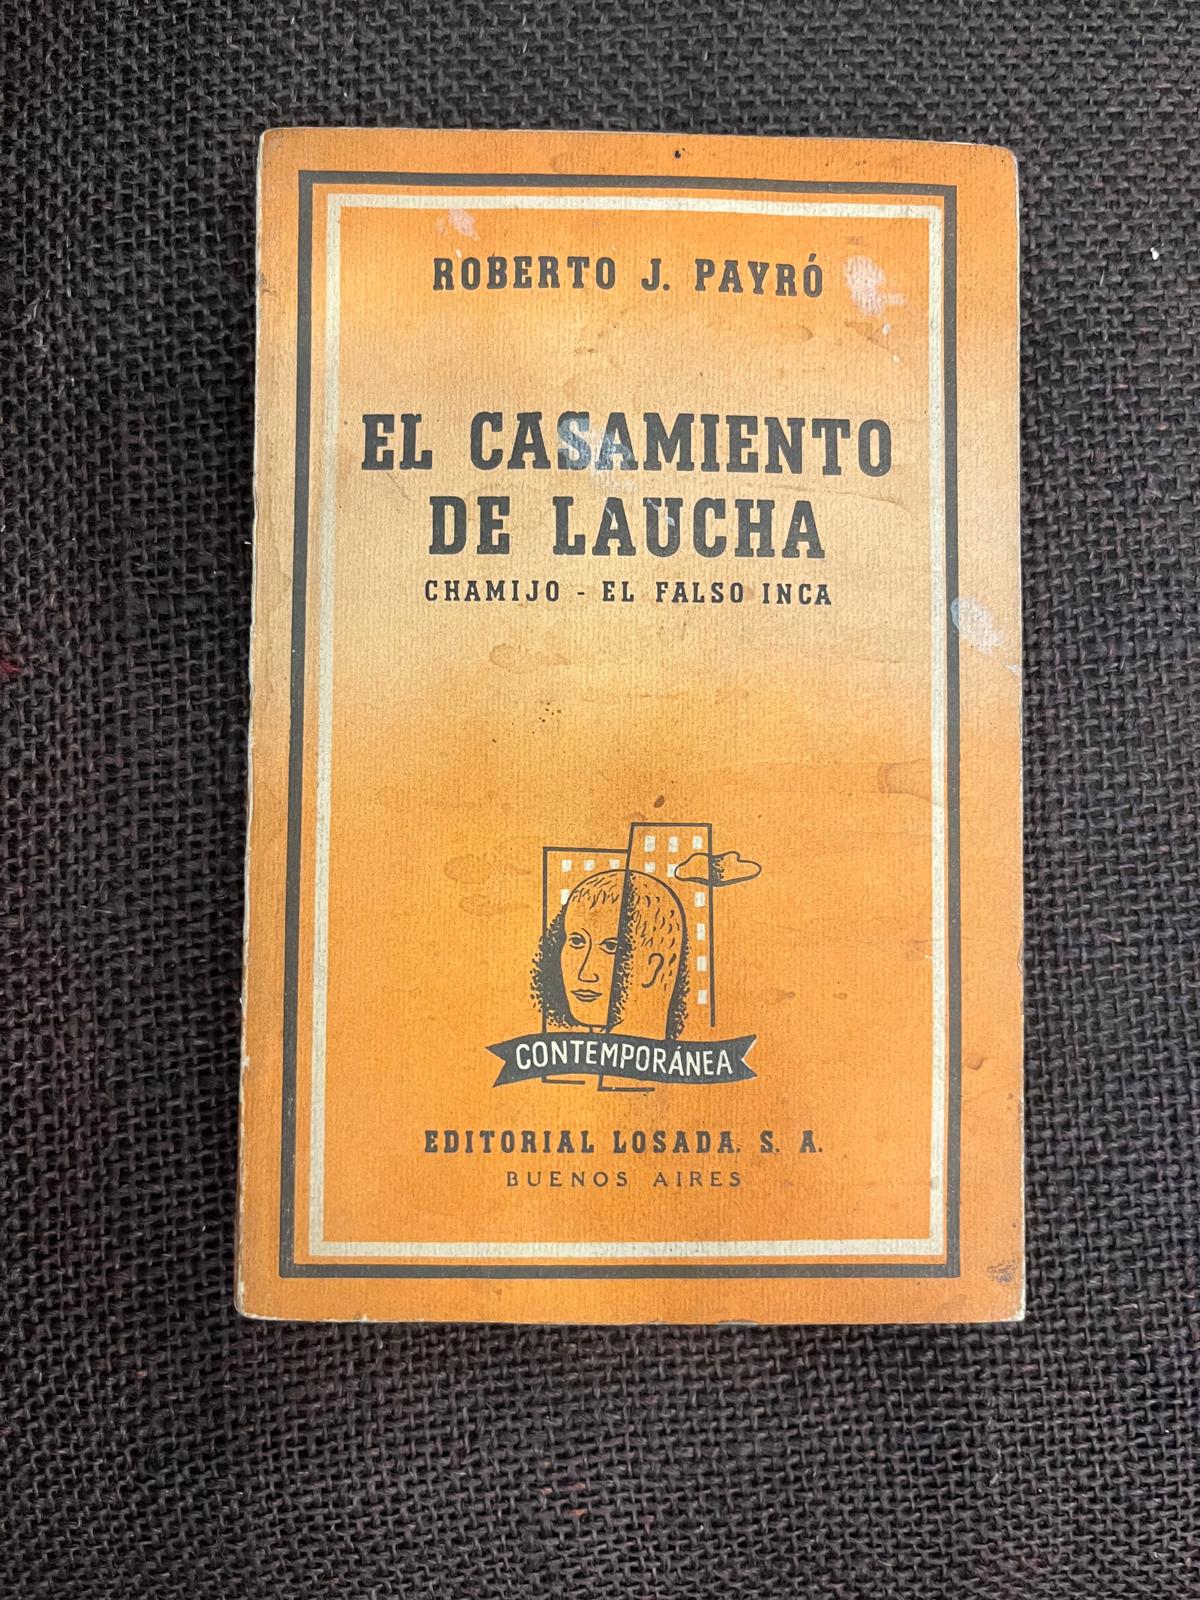 ROBERTO J. PAYRÓ
EL CASAMIENTO
DE LAUCHA
CHAMIJO - EL FALSO INCA
CONTEMPORÁNEA
EDITORIAL LOSADA, S. A.
BUENOS AIRES